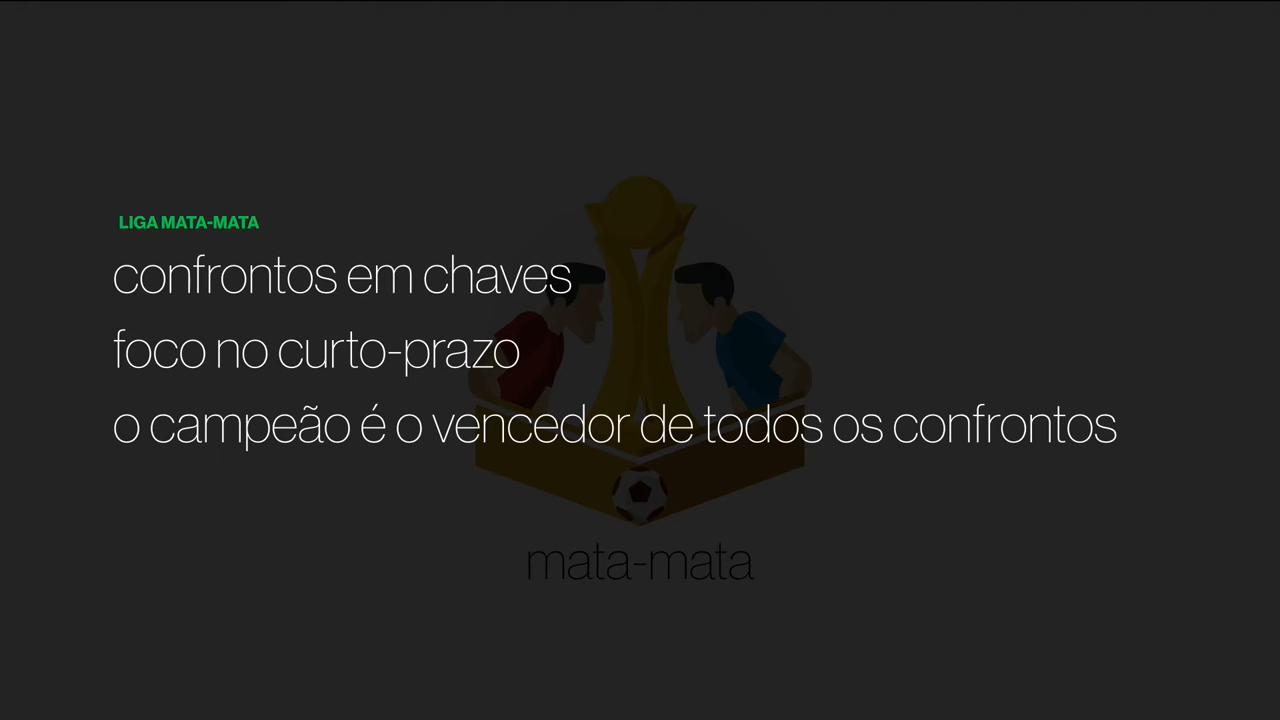 LIGA MATA-MATA
confrontos em chaves
foco no curto-prazo
o campeão é o vencedor de todos os confrontos
mata-mata